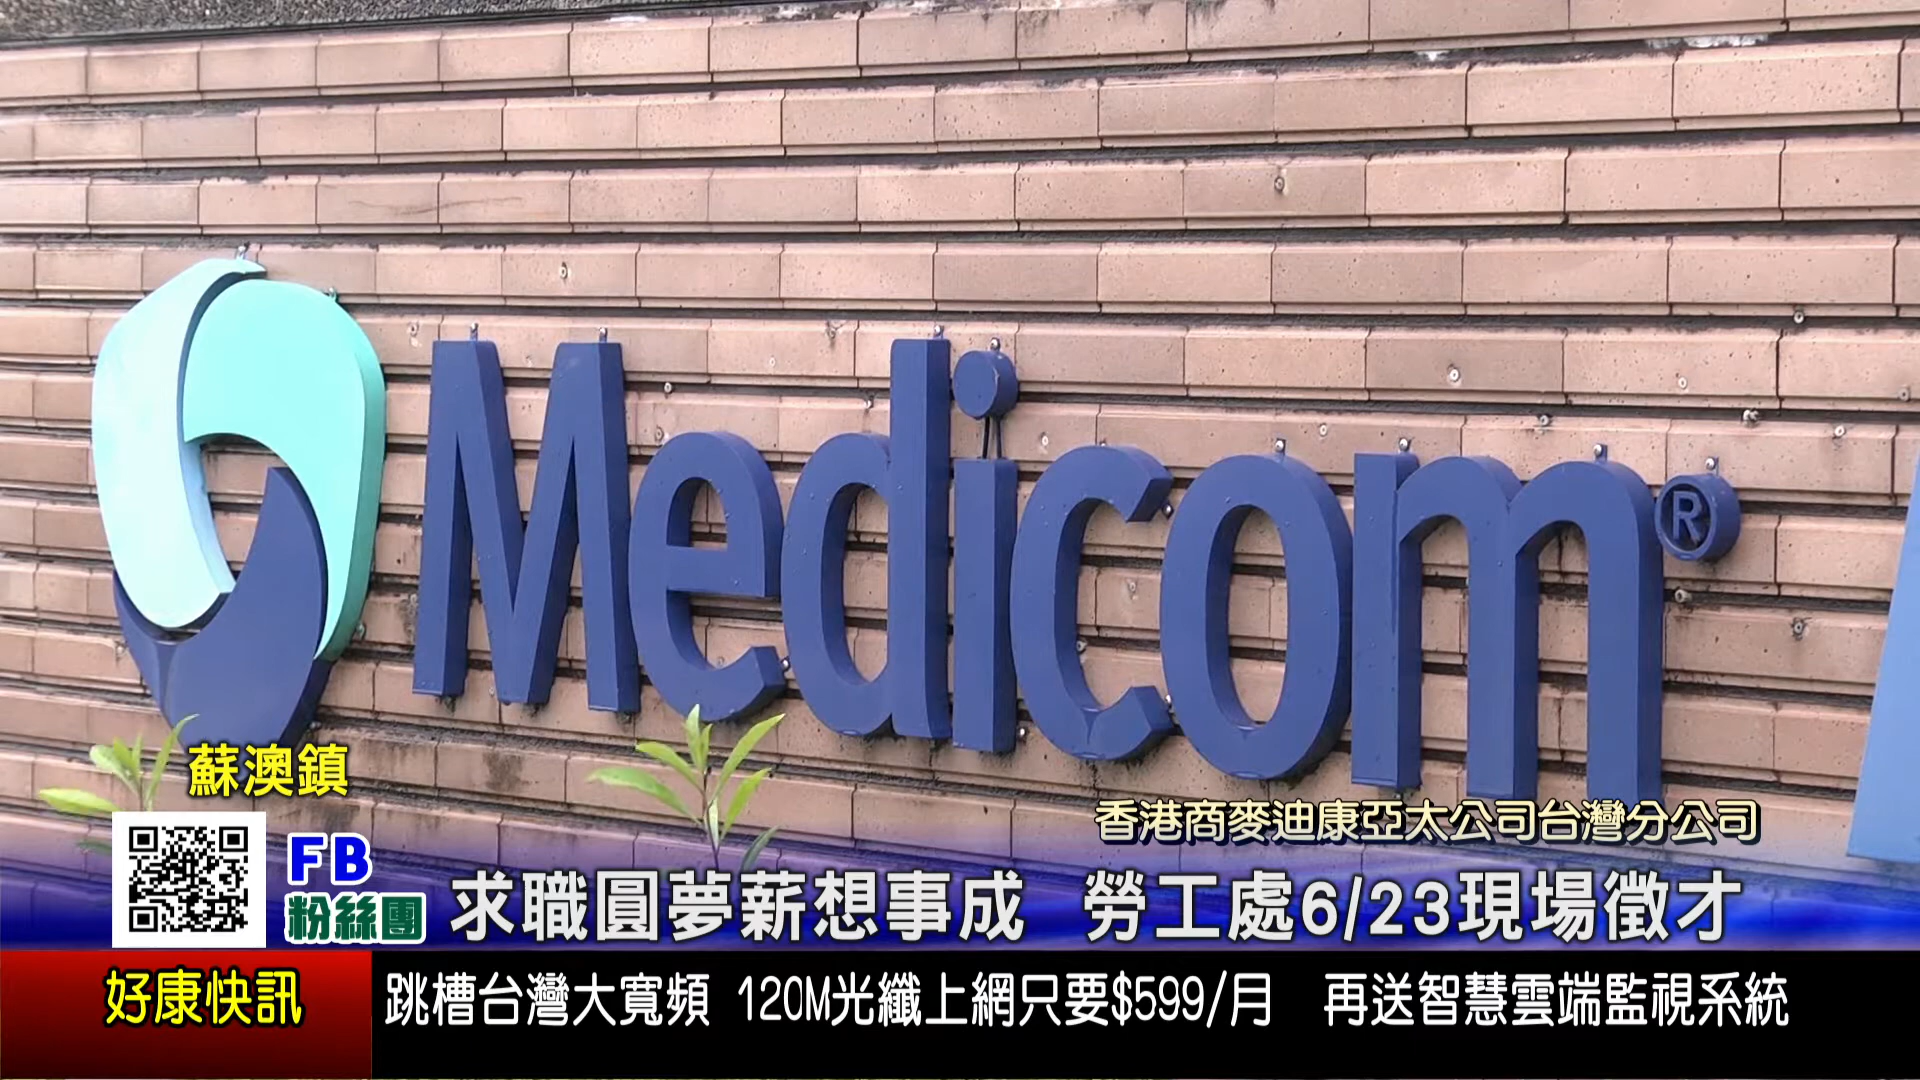 Medicom®
蘇澳鎮
香港商麥迪康亞太公司台灣分公司
FB
粉絲團
求職圓夢薪想事成 勞工處6/23現場徵才
好康快訊
跳槽台灣大寬頻 120M光纖上網只要$599/月 再送智慧雲端監視系統